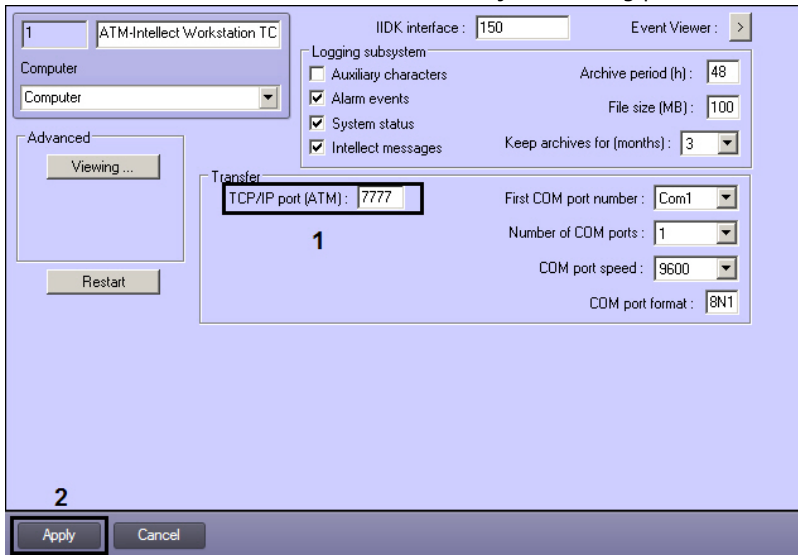 1 ATM-Intellect Workstation TC
IIDK interface : 150
Event Viewer : >
Computer
Computer
Logging subsystem
Auxiliary characters
Alarm events
System status
Intellect messages
Archive period (h) : 48
File size (MB) : 100
Keep archives for (months) : 3
Advanced
Viewing ...
Restart
Transfer
TCP/IP port (ATM) : 7777
1
First COM port number : Com1
Number of COM ports : 1
COM port speed : 9600
COM port format : 8N1
2
Apply Cancel